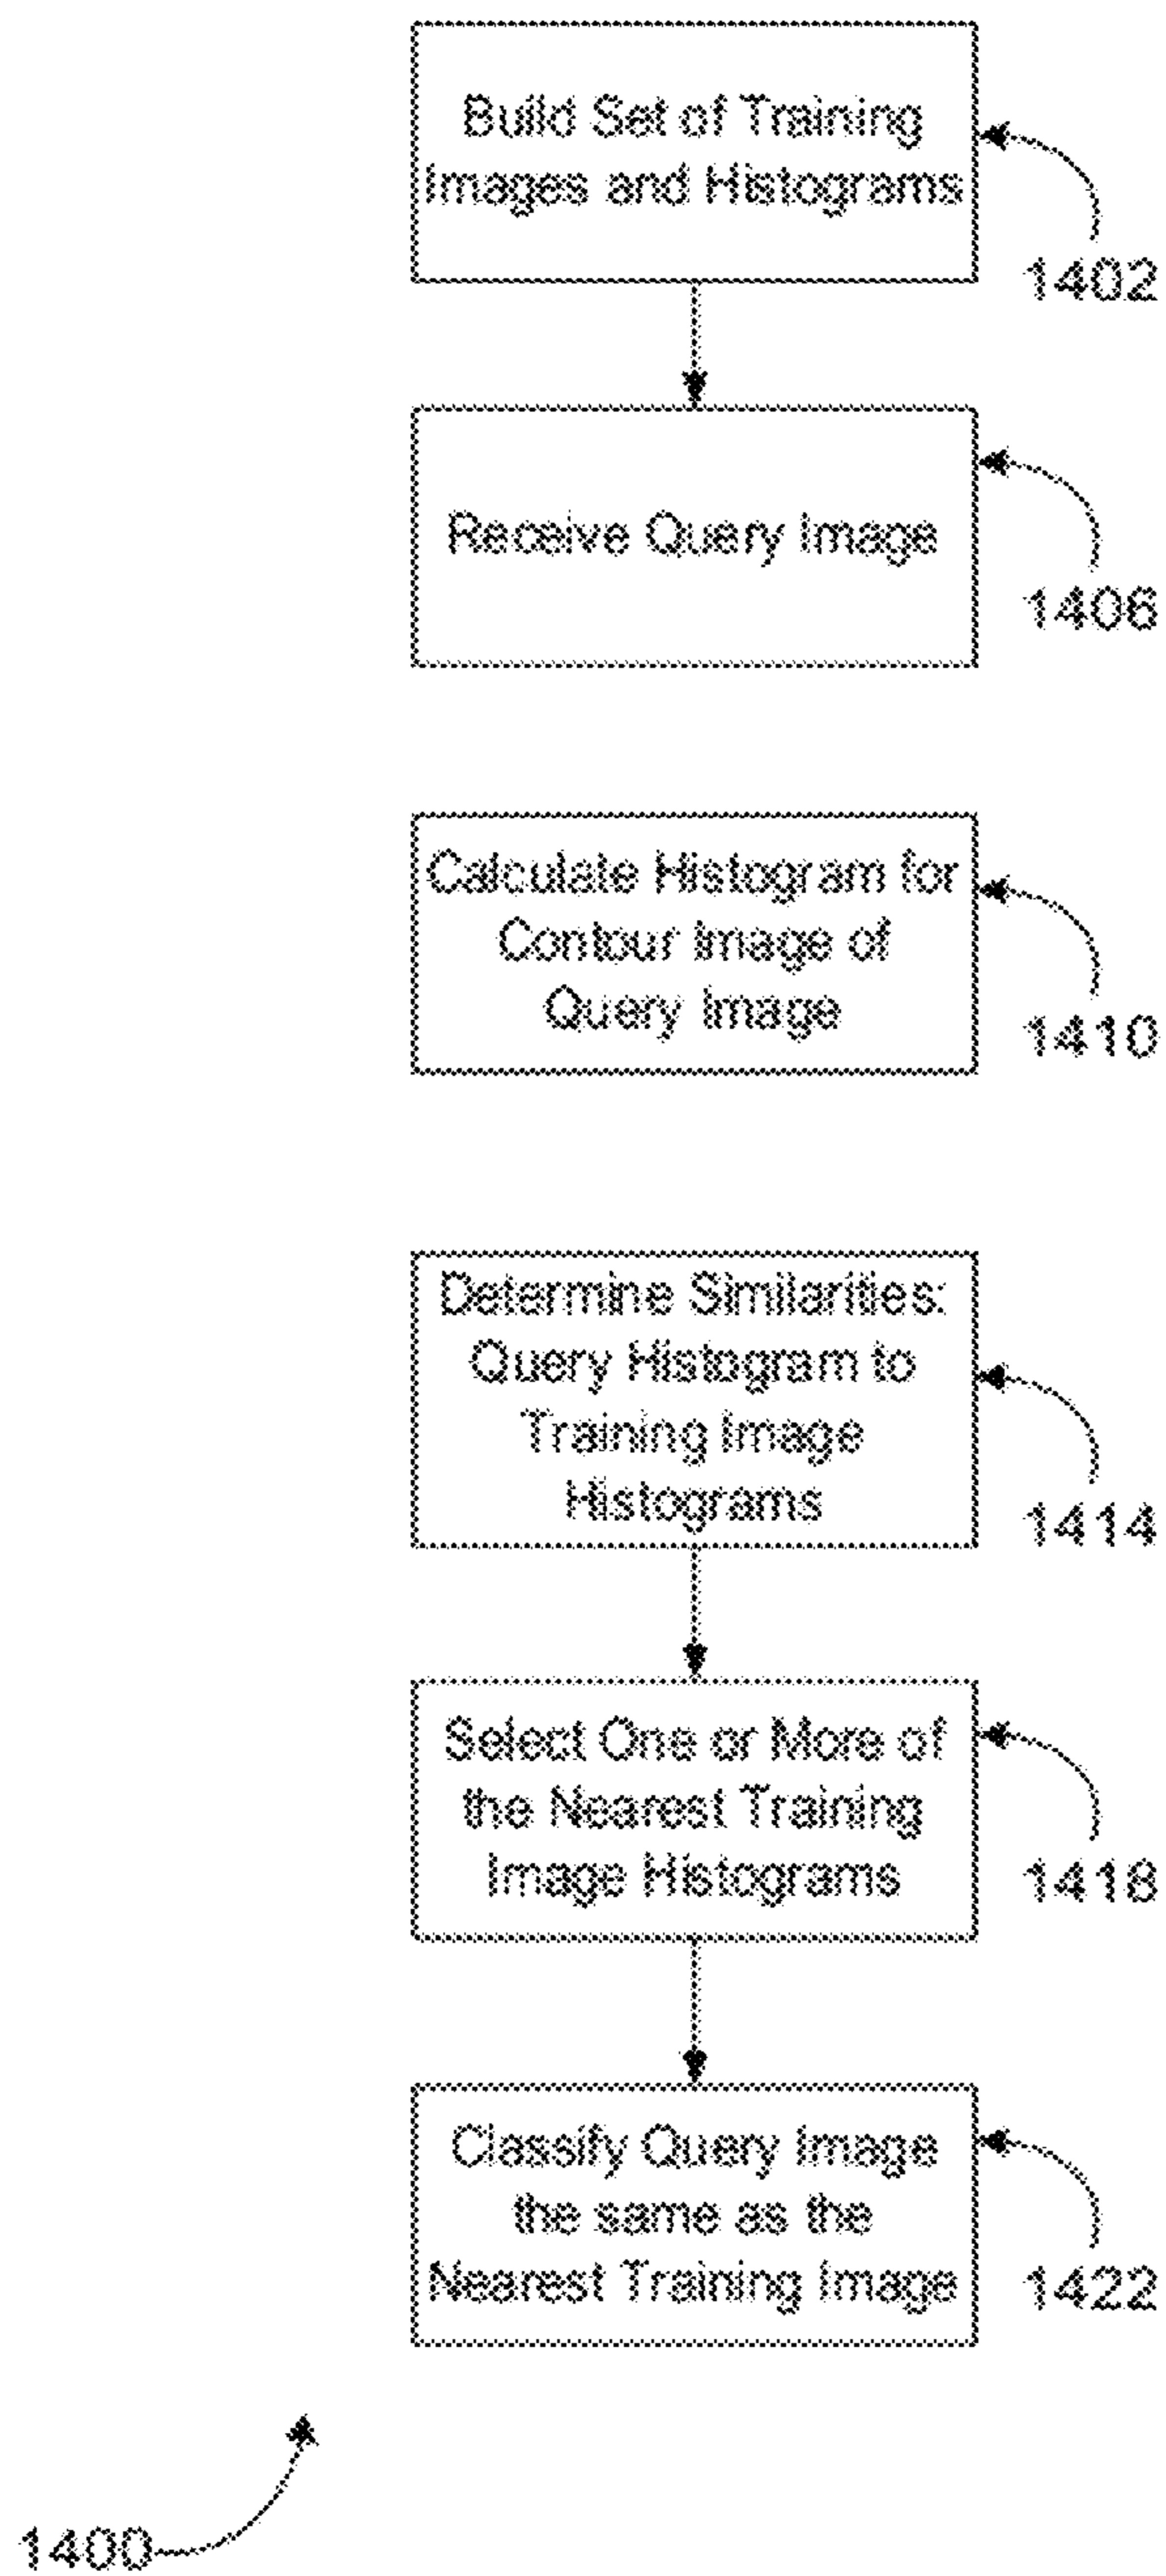 Build Set of Training
Images and Histograms
1402
Receive Query Image
1406
Calculate Histogram for
Contour Image of
Query Image
1410
Determine Similarities:
Query Histogram to
Training Image
Histograms
1414
Select One or More of
the Nearest Training
Image Histograms
1418
Classify Query Image
the same as the
Nearest Training Image
1422
1400